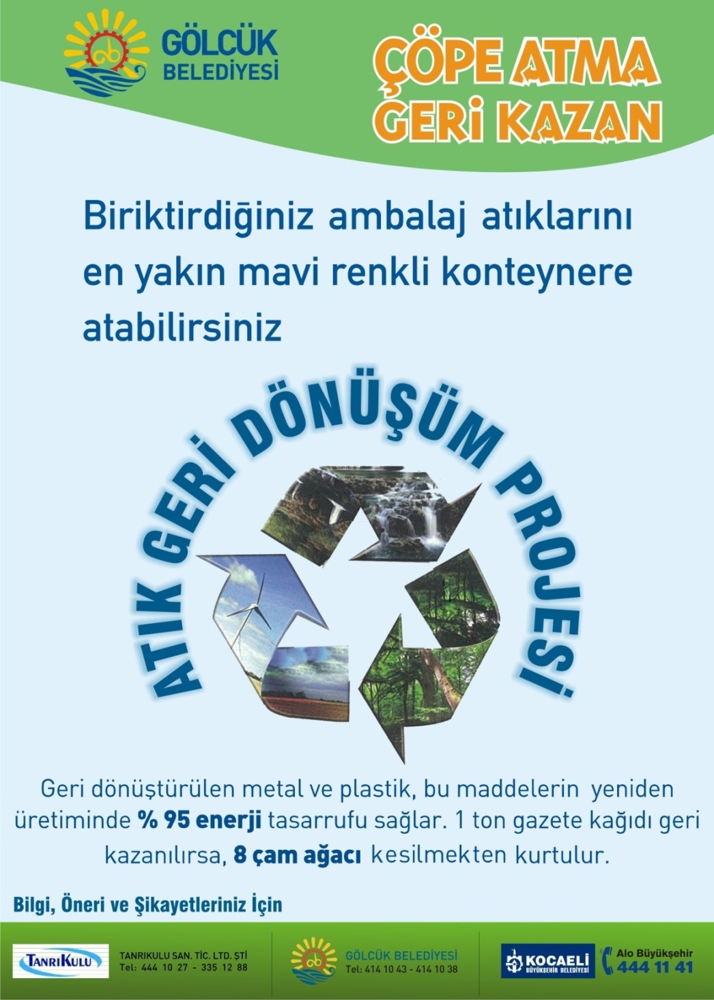 GÖLCÜK
BELEDİYESİ
ÇÖPE ATMA
GERİ KAZAN
Biriktirdiğiniz ambalaj atıklarını
en yakın mavi renkli konteynere
atabilirsiniz
ATIK GERİ DÖNÜŞÜM PROJESİ
Geri dönüştürülen metal ve plastik, bu maddelerin yeniden
üretiminde % 95 enerji tasarrufu sağlar. 1 ton gazete kağıdı geri
kazanılırsa, 8 çam ağacı kesilmekten kurtulur.
Bilgi, Öneri ve Şikayetleriniz İçin
TANRIKULU
TANRIKULU SAN. TİC. LTD. ŞTİ
Tel: 444 10 27 - 335 12 88
GÖLCÜK BELEDİYESİ
Tel: 414 10 43 - 414 10 38
KOCAELİ
BÜYÜKŞEHİR BELEDİYESİ
Alo Büyükşehir
444 11 41